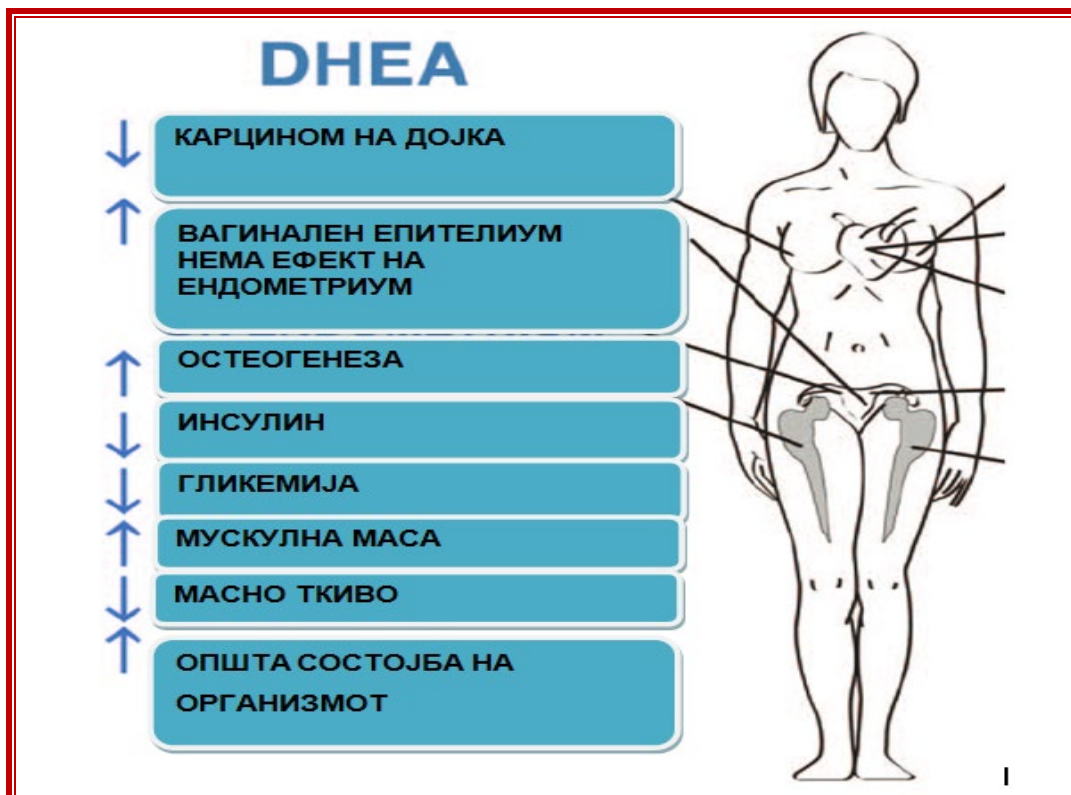 DHEA
КАРЦИНОМ НА ДОЈКА
ВАГИНАЛЕН ЕПИТЕЛИУМ
НЕМА ЕФЕКТ НА
ЕНДОМЕТРИУМ
ОСТЕОГЕНЕЗА
ИНСУЛИН
ГЛИКЕМИЈА
МУСКУЛНА МАСА
МАСНО ТКИВО
ОПШТА СОСТОЈБА НА
ОРГАНИЗМОТ